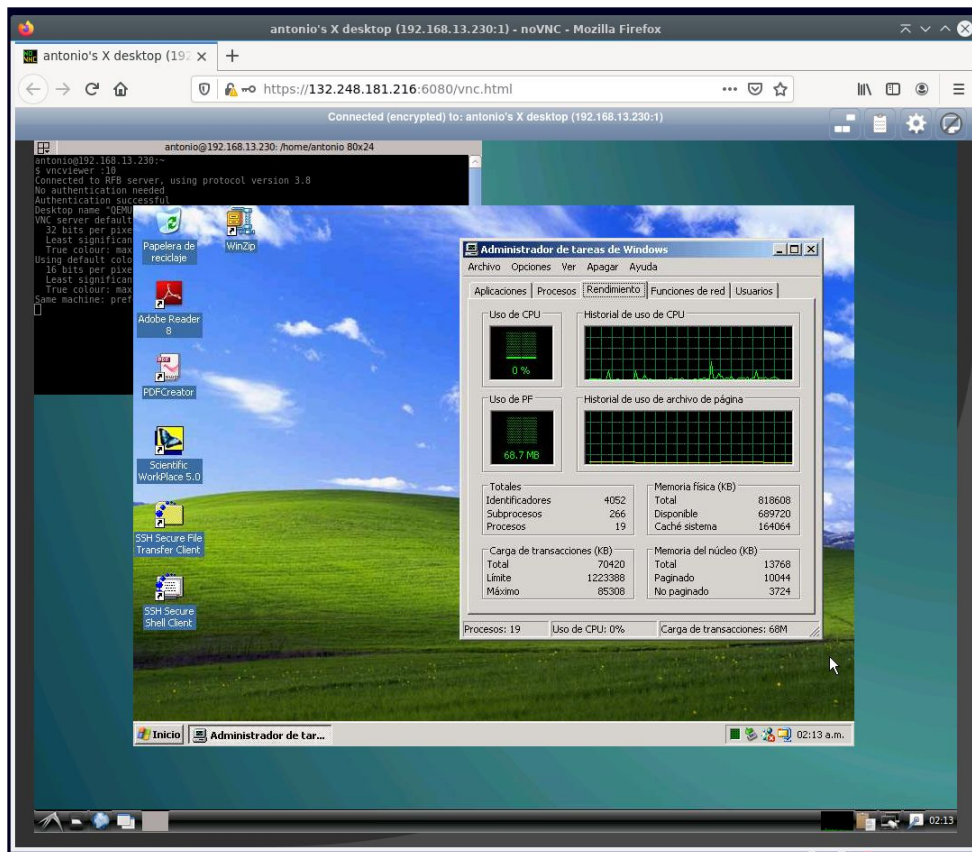 antonio's X desktop (192.168.13.230:1) - noVNC - Mozilla Firefox
antonio's X desktop (192
https://132.248.181.216:6080/vnc.html
Connected (encrypted) to: antonio's X desktop (192.168.13.230:1)
antonio@192.168.13.230: /home/antonio 80x24
antonio@192.168.13.230:~
$ vncviewer :10
Connected to RFB server, using protocol version 3.8
No authentication needed
Authentication successful
Desktop name "QEMU
VNC server default
32 bits per pixe
Least significan
True colour: max
Using default colo
16 bits per pixe
Least significan
True colour: max
Same machine: pref
Papelera de
reciclaje
WinZip
Adobe Reader
8
PDFCreator
Scientific
WorkPlace 5.0
SSH Secure File
Transfer Client
SSH Secure
Shell Client
Administrador de tareas de Windows
Archivo Opciones Ver Apagar Ayuda
Aplicaciones Procesos Rendimiento Funciones de red Usuarios
Uso de CPU Historial de uso de CPU
0 %
Uso de PF Historial de uso de archivo de página
68.7 MB
Totales
Identificadores 4052
Subprocesos 266
Procesos 19
Memoria física (KB)
Total 818608
Disponible 689720
Caché sistema 164064
Carga de transacciones (KB)
Total 70420
Límite 1223388
Máximo 85308
Memoria del núcleo (KB)
Total 13768
Paginado 10044
No paginado 3724
Procesos: 19 Uso de CPU: 0% Carga de transacciones: 68M
Inicio Administrador de tar... 02:13 a.m.
02:13